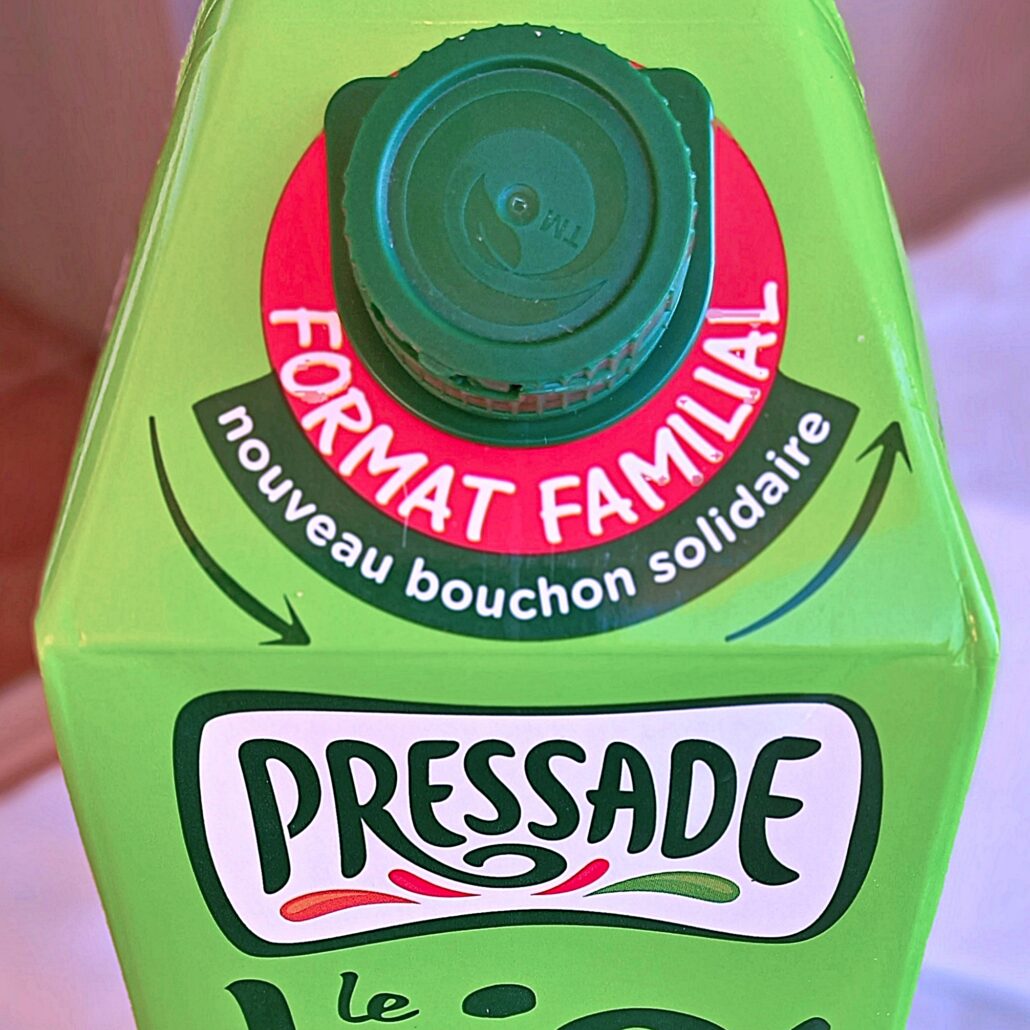 TM
FORMAT FAMILIAL
nouveau bouchon solidaire
PRESSADE
le